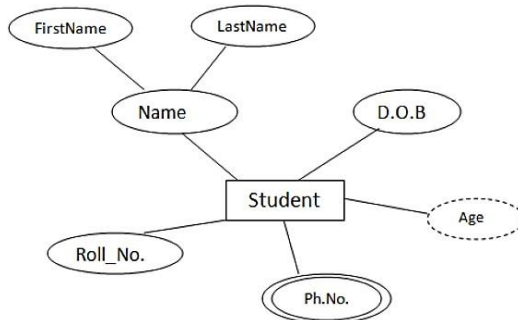 FirstName
LastName
Name
D.O.B
Student
Age
Roll_No.
Ph.No.